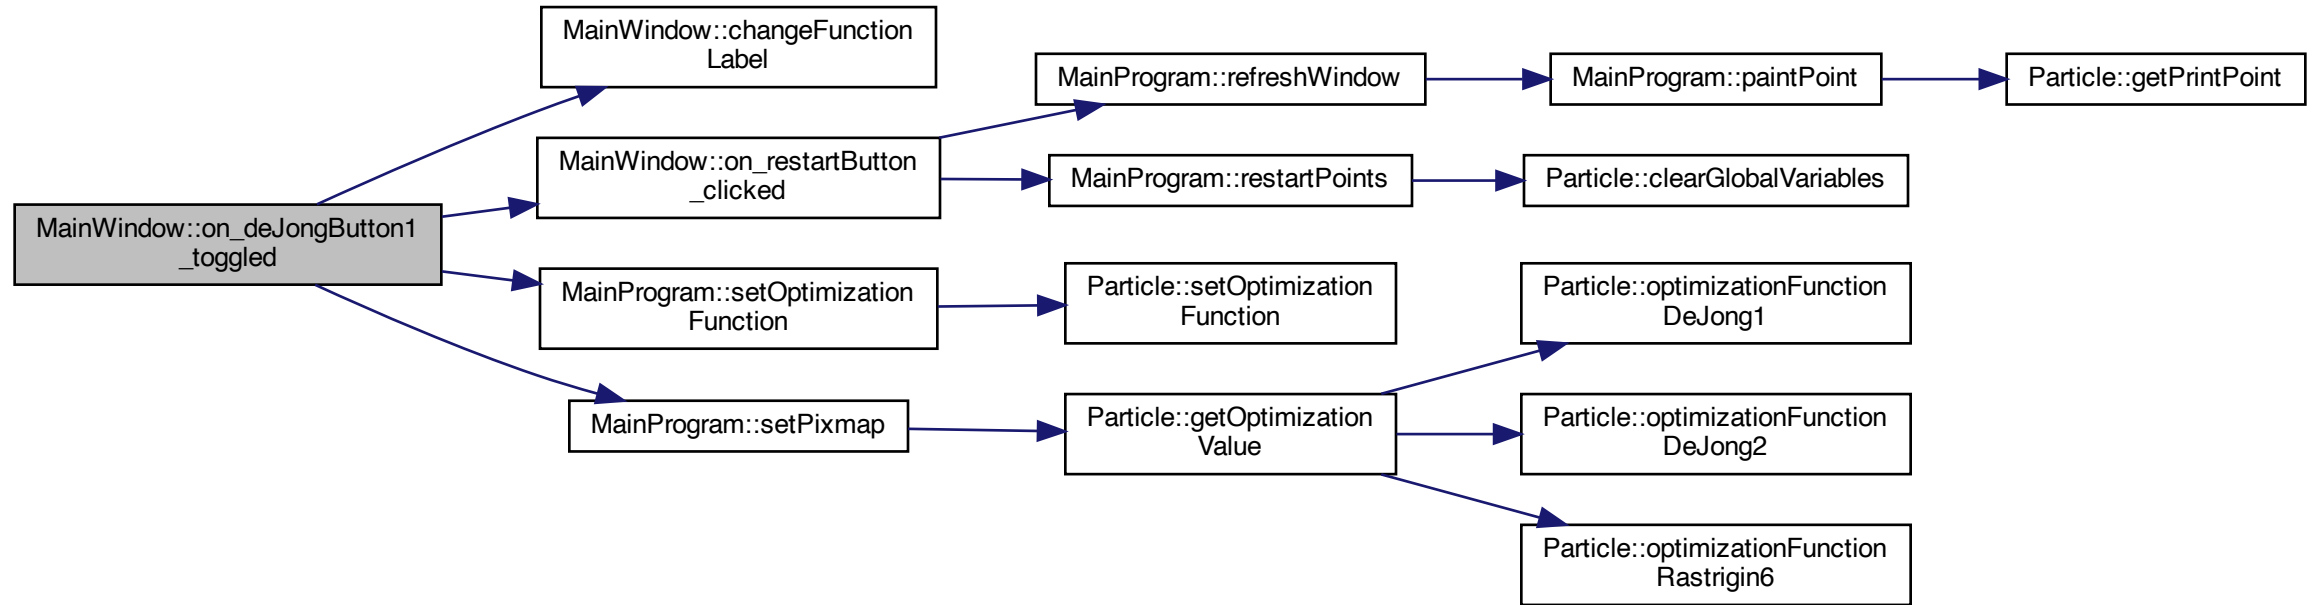 MainWindow::on_deJongButton1
_toggled
MainWindow::changeFunction
Label
MainWindow::on_restartButton
_clicked
MainProgram::setOptimization
Function
MainProgram::setPixmap
MainProgram::refreshWindow
MainProgram::restartPoints
Particle::setOptimization
Function
Particle::getOptimization
Value
MainProgram::paintPoint
Particle::clearGlobalVariables
Particle::optimizationFunction
DeJong1
Particle::optimizationFunction
DeJong2
Particle::optimizationFunction
Rastrigin6
Particle::getPrintPoint